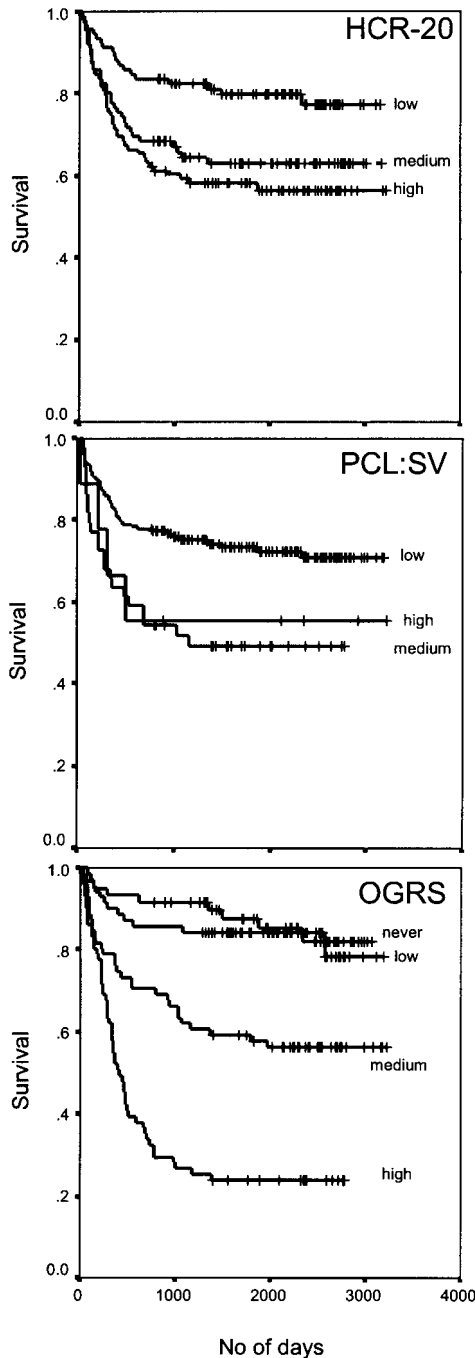 HCR-20
1.0
.8
.6
.4
.2
0.0
Survival
low
medium
high
PCL:SV
1.0
.8
.6
.4
.2
0.0
Survival
low
high
medium
OGRS
1.0
.8
.6
.4
.2
0.0
Survival
never
low
medium
high
0
1000
2000
3000
4000
No of days